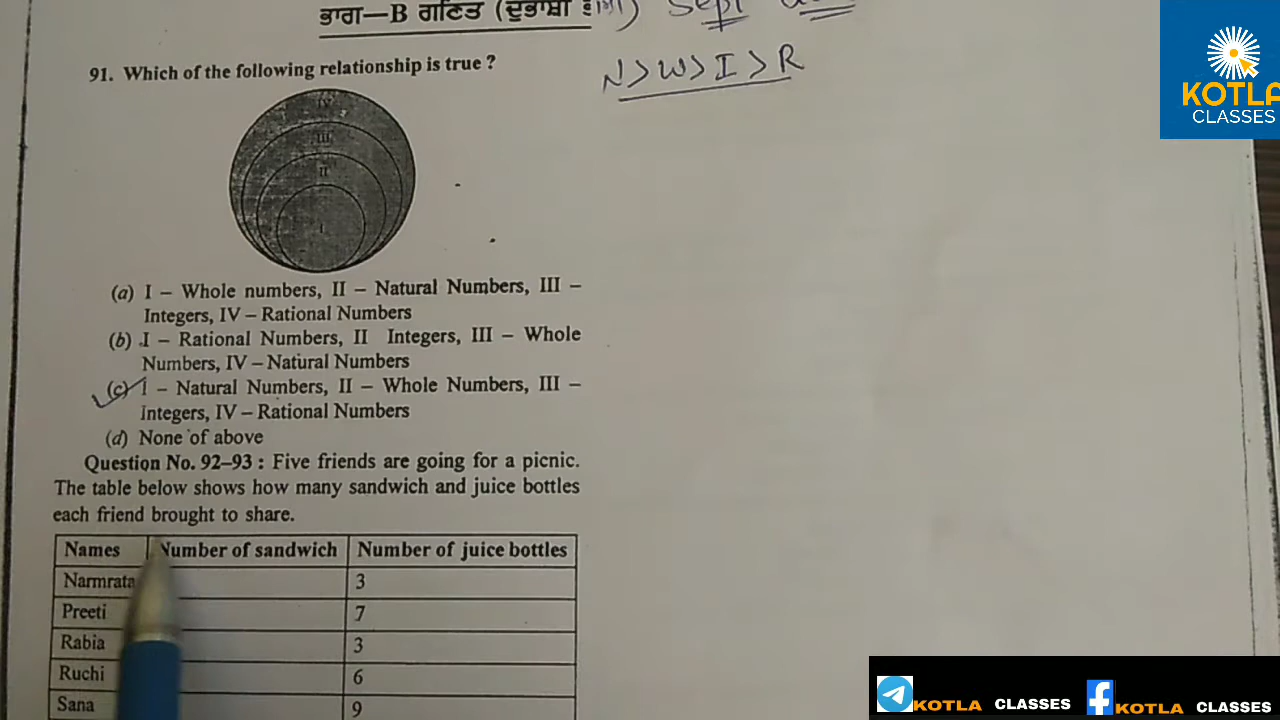 ਭਾਗ—B ਗਣਿਤ (ਦੁਭਾਸ਼ੀ
Sept
N>W>I>R
KOTLA
CLASSES
91. Which of the following relationship is true ?
IV
III
II
I
(a) I – Whole numbers, II – Natural Numbers, III –
Integers, IV – Rational Numbers
(b) I – Rational Numbers, II Integers, III – Whole
Numbers, IV – Natural Numbers
(c) I – Natural Numbers, II – Whole Numbers, III –
Integers, IV – Rational Numbers
(d) None of above
Question No. 92–93 : Five friends are going for a picnic.
The table below shows how many sandwich and juice bottles
each friend brought to share.
Names Number of sandwich Number of juice bottles
Narmrata 3
Preeti 7
Rabia 3
Ruchi 6
Sana 9
KOTLA CLASSES KOTLA CLASSES